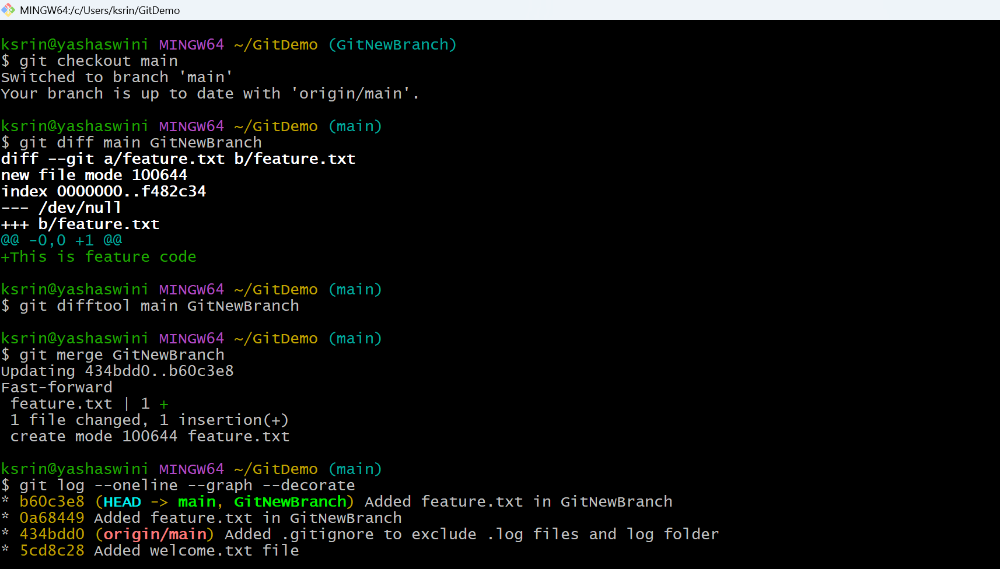 MINGW64:/c/Users/ksrin/GitDemo
ksrin@yashaswini MINGW64 ~/GitDemo (GitNewBranch)
$ git checkout main
Switched to branch 'main'
Your branch is up to date with 'origin/main'.
ksrin@yashaswini MINGW64 ~/GitDemo (main)
$ git diff main GitNewBranch
diff --git a/feature.txt b/feature.txt
new file mode 100644
index 0000000..f482c34
--- /dev/null
+++ b/feature.txt
@@ -0,0 +1 @@
+This is feature code
ksrin@yashaswini MINGW64 ~/GitDemo (main)
$ git difftool main GitNewBranch
ksrin@yashaswini MINGW64 ~/GitDemo (main)
$ git merge GitNewBranch
Updating 434bdd0..b60c3e8
Fast-forward
 feature.txt | 1 +
 1 file changed, 1 insertion(+)
 create mode 100644 feature.txt
ksrin@yashaswini MINGW64 ~/GitDemo (main)
$ git log --oneline --graph --decorate
* b60c3e8 (HEAD -> main, GitNewBranch) Added feature.txt in GitNewBranch
* 0a68449 Added feature.txt in GitNewBranch
* 434bdd0 (origin/main) Added .gitignore to exclude .log files and log folder
* 5cd8c28 Added welcome.txt file